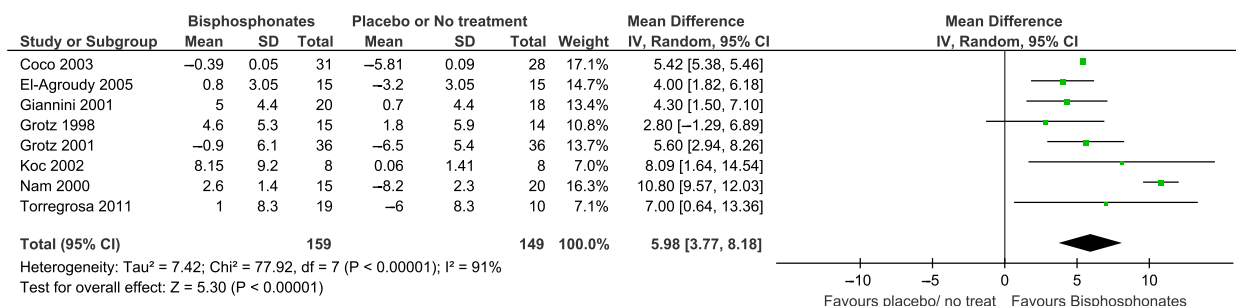 Bisphosphonates Placebo or No treatment Mean Difference Mean Difference
Study or Subgroup Mean SD Total Mean SD Total Weight IV, Random, 95% CI IV, Random, 95% CI
Coco 2003 −0.39 0.05 31 −5.81 0.09 28 17.1% 5.42 [5.38, 5.46]
El-Agroudy 2005 0.8 3.05 15 −3.2 3.05 15 14.7% 4.00 [1.82, 6.18]
Giannini 2001 5 4.4 20 0.7 4.4 18 13.4% 4.30 [1.50, 7.10]
Grotz 1998 4.6 5.3 15 1.8 5.9 14 10.8% 2.80 [−1.29, 6.89]
Grotz 2001 −0.9 6.1 36 −6.5 5.4 36 13.7% 5.60 [2.94, 8.26]
Koc 2002 8.15 9.2 8 0.06 1.41 8 7.0% 8.09 [1.64, 14.54]
Nam 2000 2.6 1.4 15 −8.2 2.3 20 16.3% 10.80 [9.57, 12.03]
Torregrosa 2011 1 8.3 19 −6 8.3 10 7.1% 7.00 [0.64, 13.36]
Total (95% CI) 159 149 100.0% 5.98 [3.77, 8.18]
Heterogeneity: Tau² = 7.42; Chi² = 77.92, df = 7 (P < 0.00001); I² = 91%
Test for overall effect: Z = 5.30 (P < 0.00001)
−10 −5 0 5 10
Favours placebo/ no treat Favours Bisphosphonates